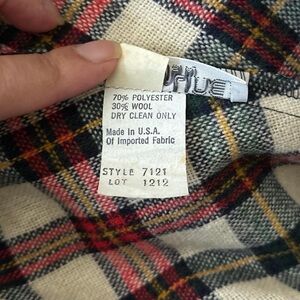 70% POLYESTER
30% WOOL
DRY CLEAN ONLY
Made in U.S.A.
Of Imported Fabric
STYLE 7121
LOT 1212